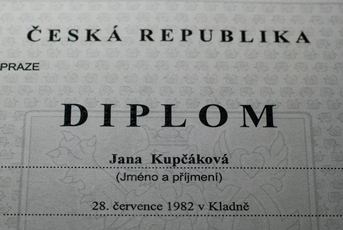 ČESKÁ REPUBLIKA
PRAZE
DIPLOM
Jana Kupčáková
(Jméno a příjmení)
28. července 1982 v Kladně